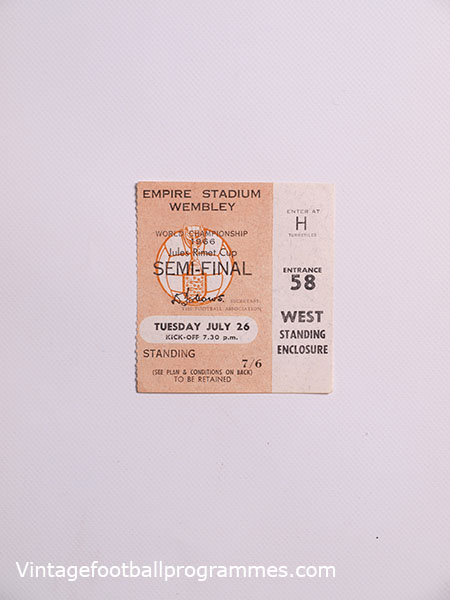 EMPIRE STADIUM
WEMBLEY
WORLD CHAMPIONSHIP
1966
Jules Rimet Cup
SEMI-FINAL
SECRETARY
THE FOOTBALL ASSOCIATION
TUESDAY JULY 26
KICK-OFF 7.30 p.m.
STANDING
7/6
(SEE PLAN & CONDITIONS ON BACK)
TO BE RETAINED
ENTER AT
H
TURNSTILES
ENTRANCE
58
WEST
STANDING
ENCLOSURE
Vintagefootballprogrammes.com